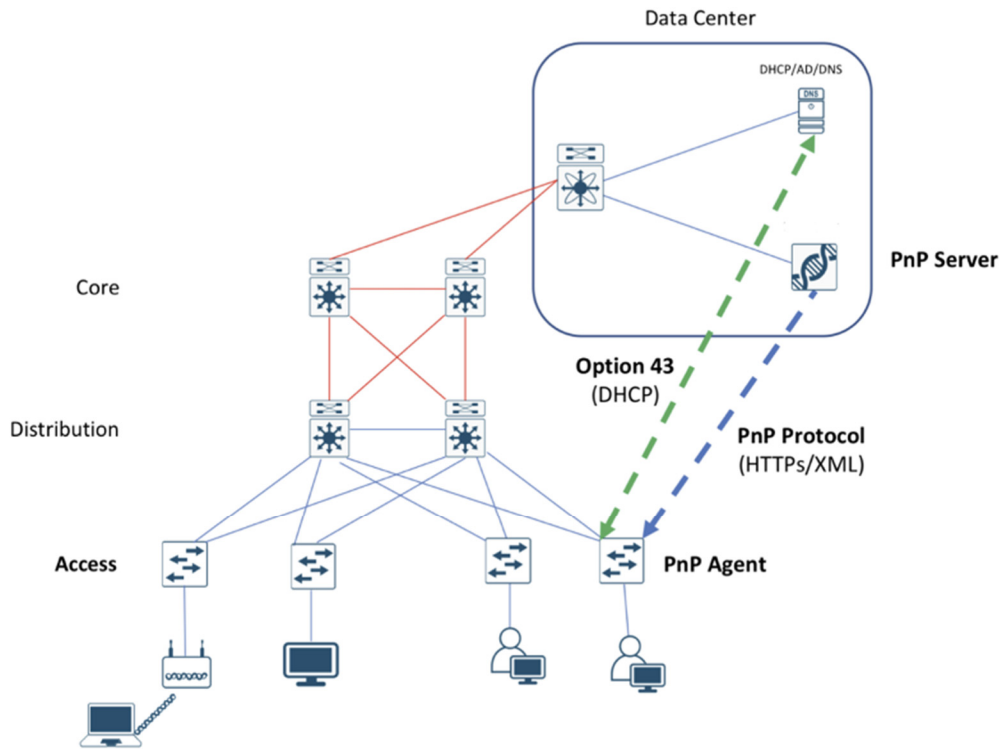 Data Center
DHCP/AD/DNS
DNS
PnP Server
Core
Option 43
(DHCP)
Distribution
PnP Protocol
(HTTPs/XML)
Access
PnP Agent